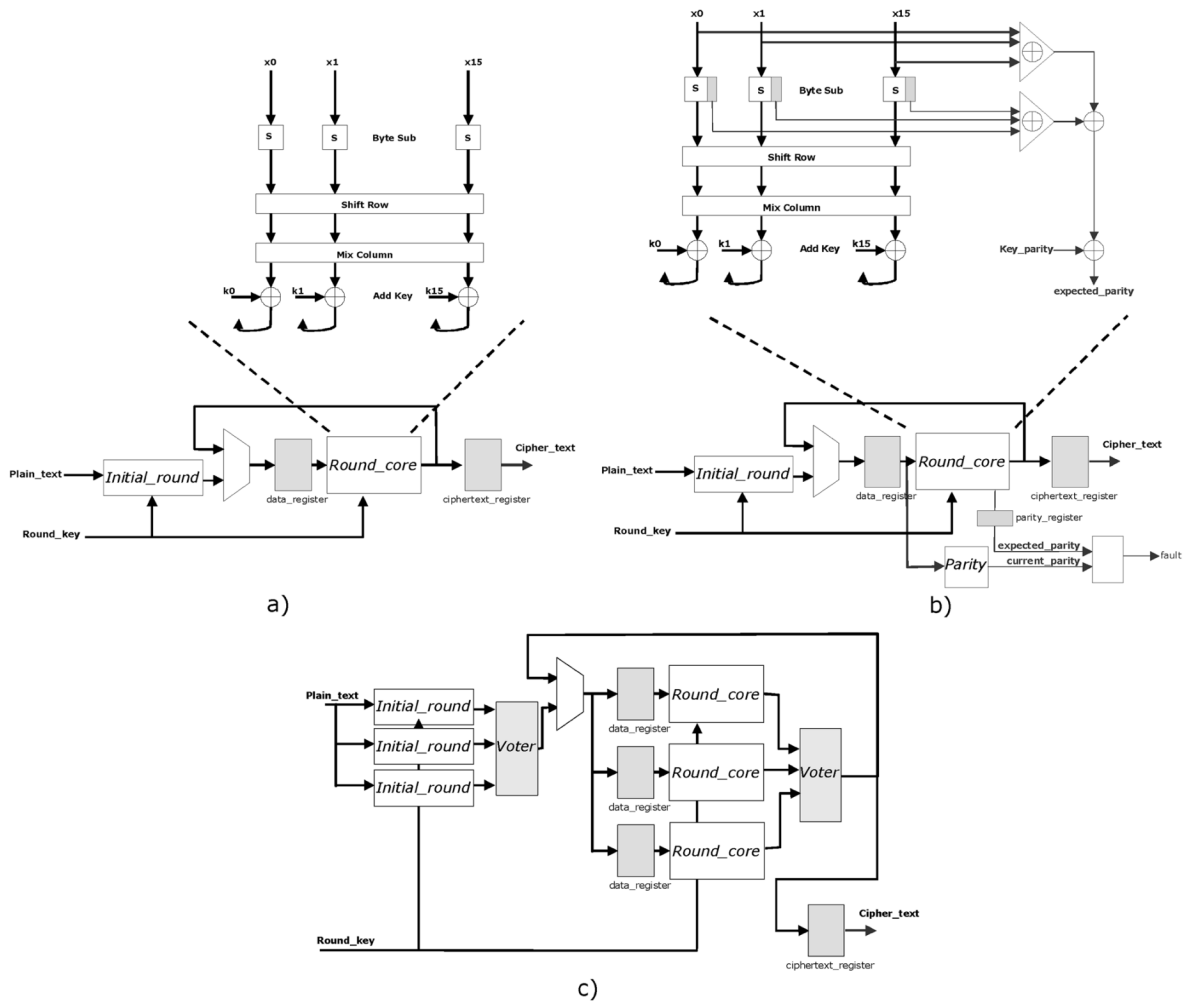 x0 x1 x15
S S S Byte Sub
Shift Row
Mix Column
k0 k1 Add Key k15
Plain_text Initial_round data_register Round_core Cipher_text ciphertext_register
Round_key
a)
x0 x1 x15
S S S Byte Sub
Shift Row
Mix Column
k0 k1 Add Key k15 Key_parity
expected_parity
Plain_text Initial_round data_register Round_core Cipher_text ciphertext_register
Round_key parity_register
expected_parity
Parity current_parity fault
b)
Plain_text Initial_round Voter data_register Round_core
Initial_round data_register Round_core Voter
Initial_round data_register Round_core
Round_key Cipher_text
ciphertext_register
c)